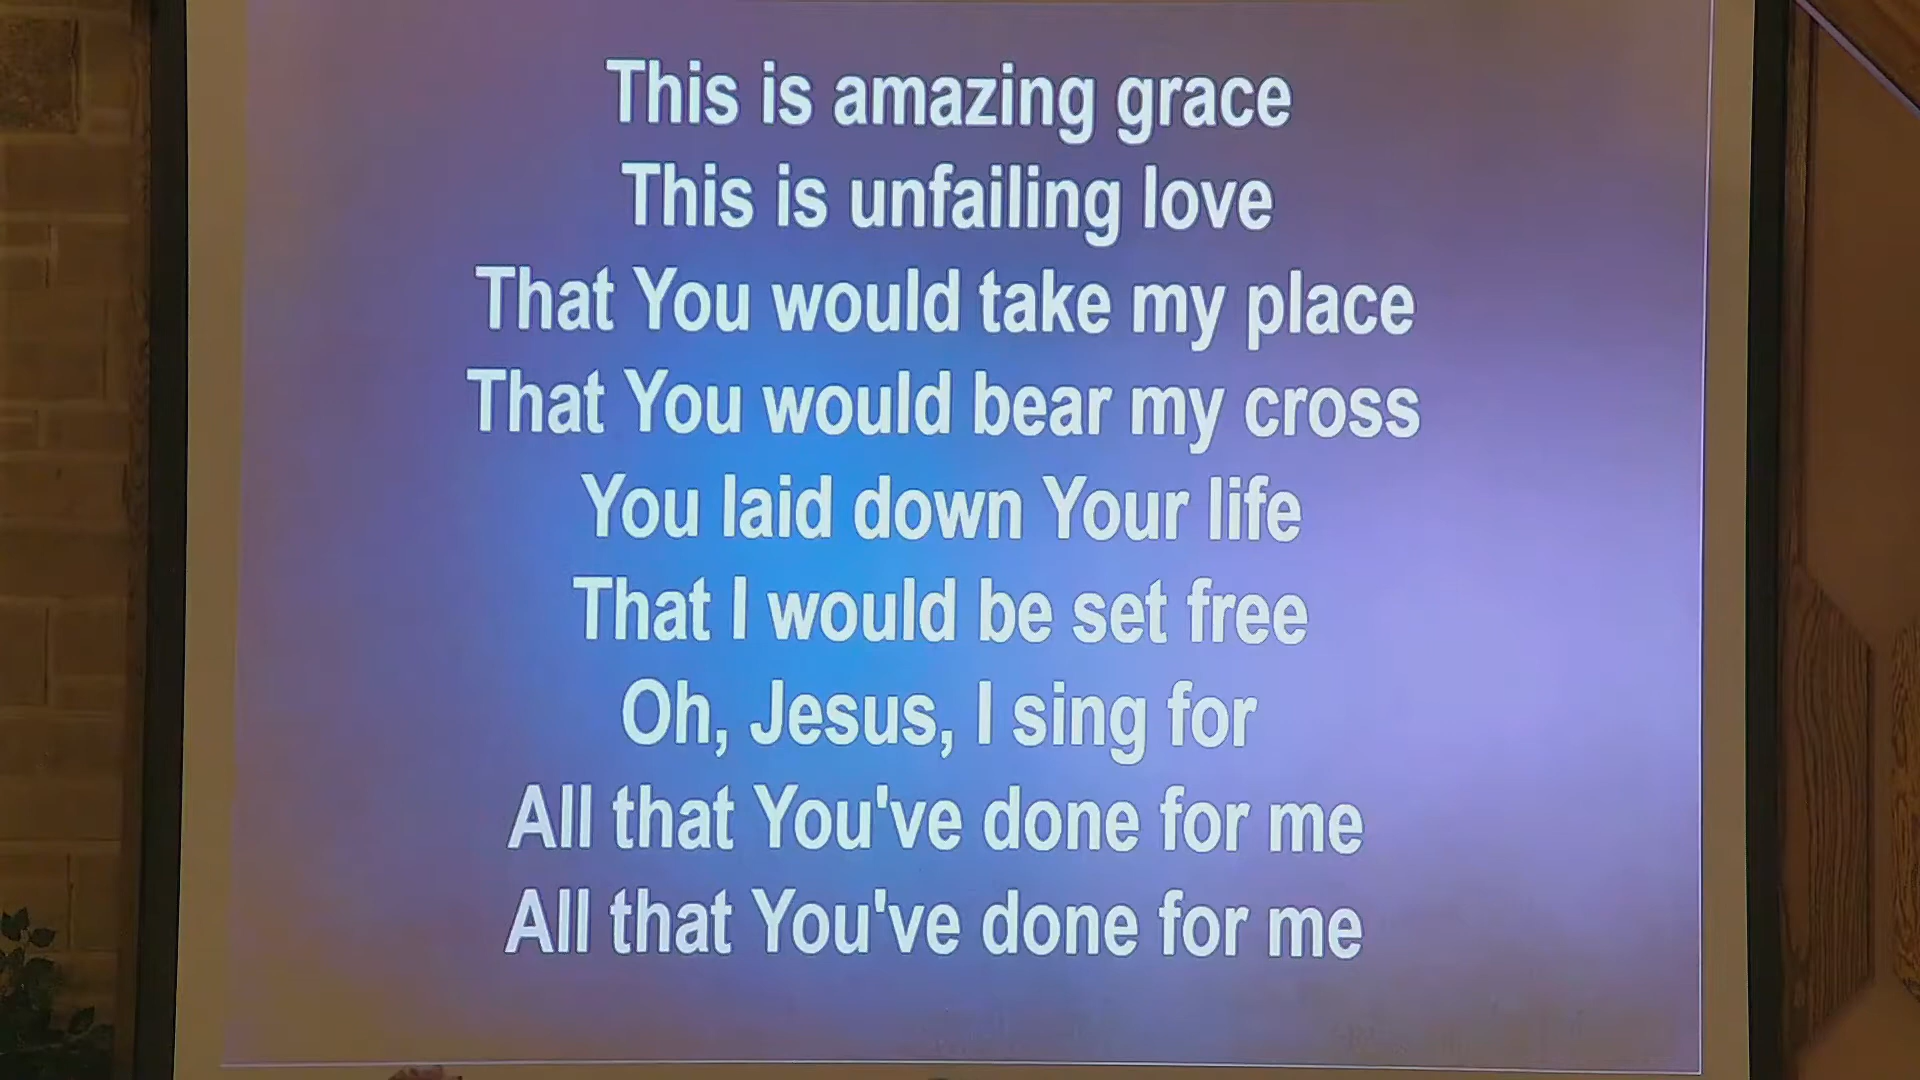 This is amazing grace
This is unfailing love
That You would take my place
That You would bear my cross
You laid down Your life
That I would be set free
Oh, Jesus, I sing for
All that You've done for me
All that You've done for me